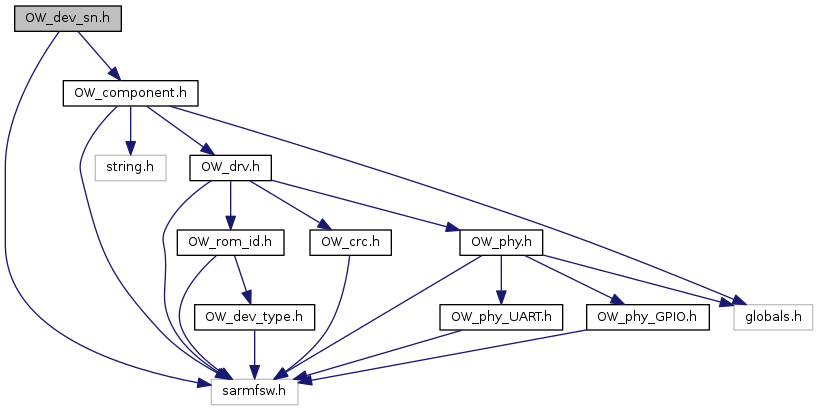 OW_dev_sn.h
OW_component.h
string.h
OW_drv.h
OW_rom_id.h
OW_crc.h
OW_phy.h
OW_dev_type.h
OW_phy_UART.h
OW_phy_GPIO.h
globals.h
sarmfsw.h